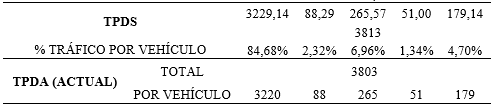 TPDS 3229,14 88,29 265,57 51,00 179,14
3813
% TRÁFICO POR VEHÍCULO 84,68% 2,32% 6,96% 1,34% 4,70%
TPDA (ACTUAL) TOTAL 3803
POR VEHÍCULO 3220 88 265 51 179